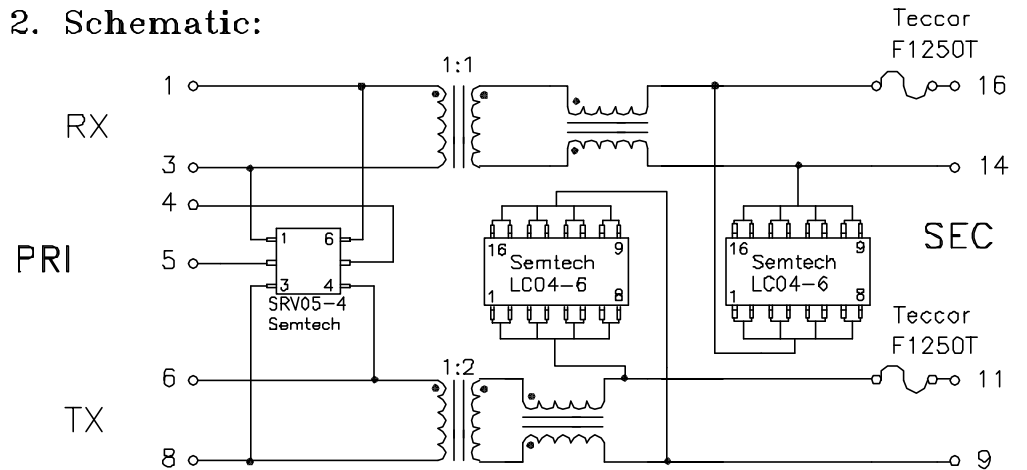 2. Schematic:
Teccor
F1250T
1:1
1
16
RX
3
14
4
PRI
5
1
6
3
4
SRV05-4
Semtech
16
9
Semtech
LC04-6
1
8
16
9
Semtech
LC04-6
1
8
SEC
Teccor
F1250T
1:2
6
11
TX
8
9